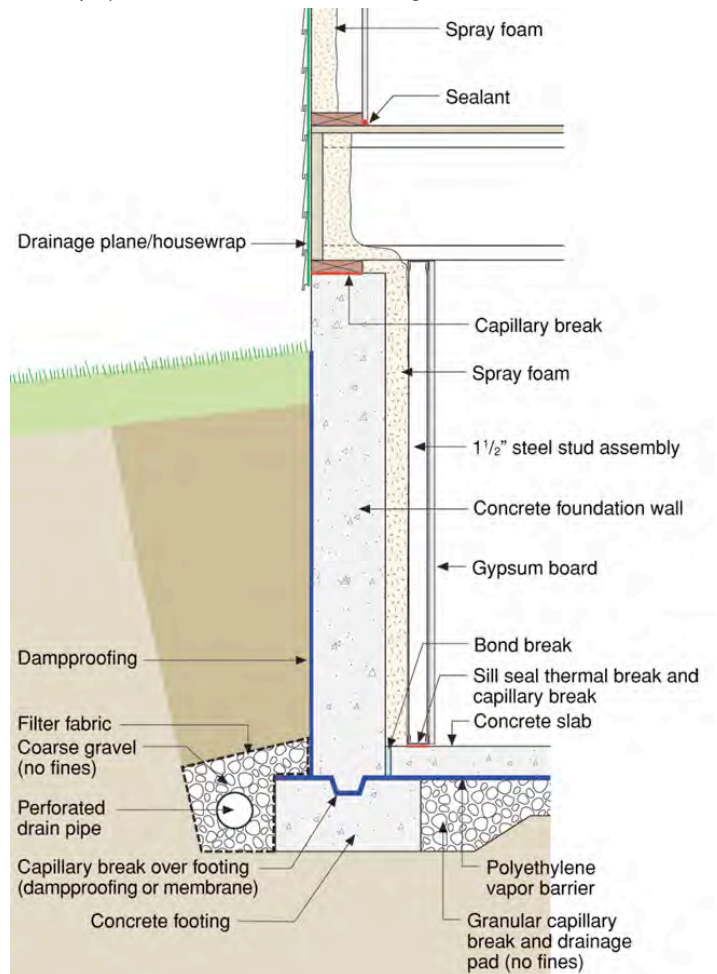 Spray foam
Sealant
Drainage plane/housewrap
Capillary break
Spray foam
1 1/2" steel stud assembly
Concrete foundation wall
Gypsum board
Bond break
Dampproofing
Sill seal thermal break and
capillary break
Filter fabric
Concrete slab
Coarse gravel
(no fines)
Perforated
drain pipe
Capillary break over footing
(dampproofing or membrane)
Polyethylene
vapor barrier
Concrete footing
Granular capillary
break and drainage
pad (no fines)